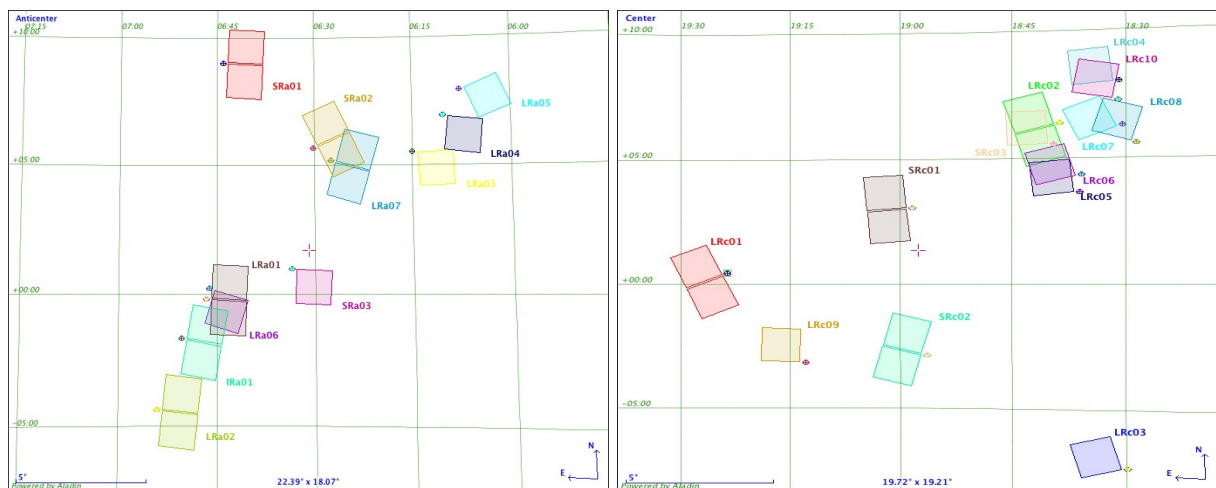 Anticenter
07:15
07:00
06:45
06:30
06:15
06:00
+10:00
SRa01
SRa02
LRa05
LRa04
+05:00
LRa03
LRa07
LRa01
+00:00
SRa03
LRa06
IRa01
-05:00
LRa02
N
E
5°
22.39° x 18.07°
Powered by Aladin
Center
19:30
19:15
19:00
18:45
18:30
+10:00
LRc04
LRc10
LRc02
LRc08
LRc07
SRc03
+05:00
SRc01
LRc06
LRc05
LRc01
+00:00
SRc02
LRc09
-05:00
LRc03
N
E
5°
19.72° x 19.21°
Powered by Aladin